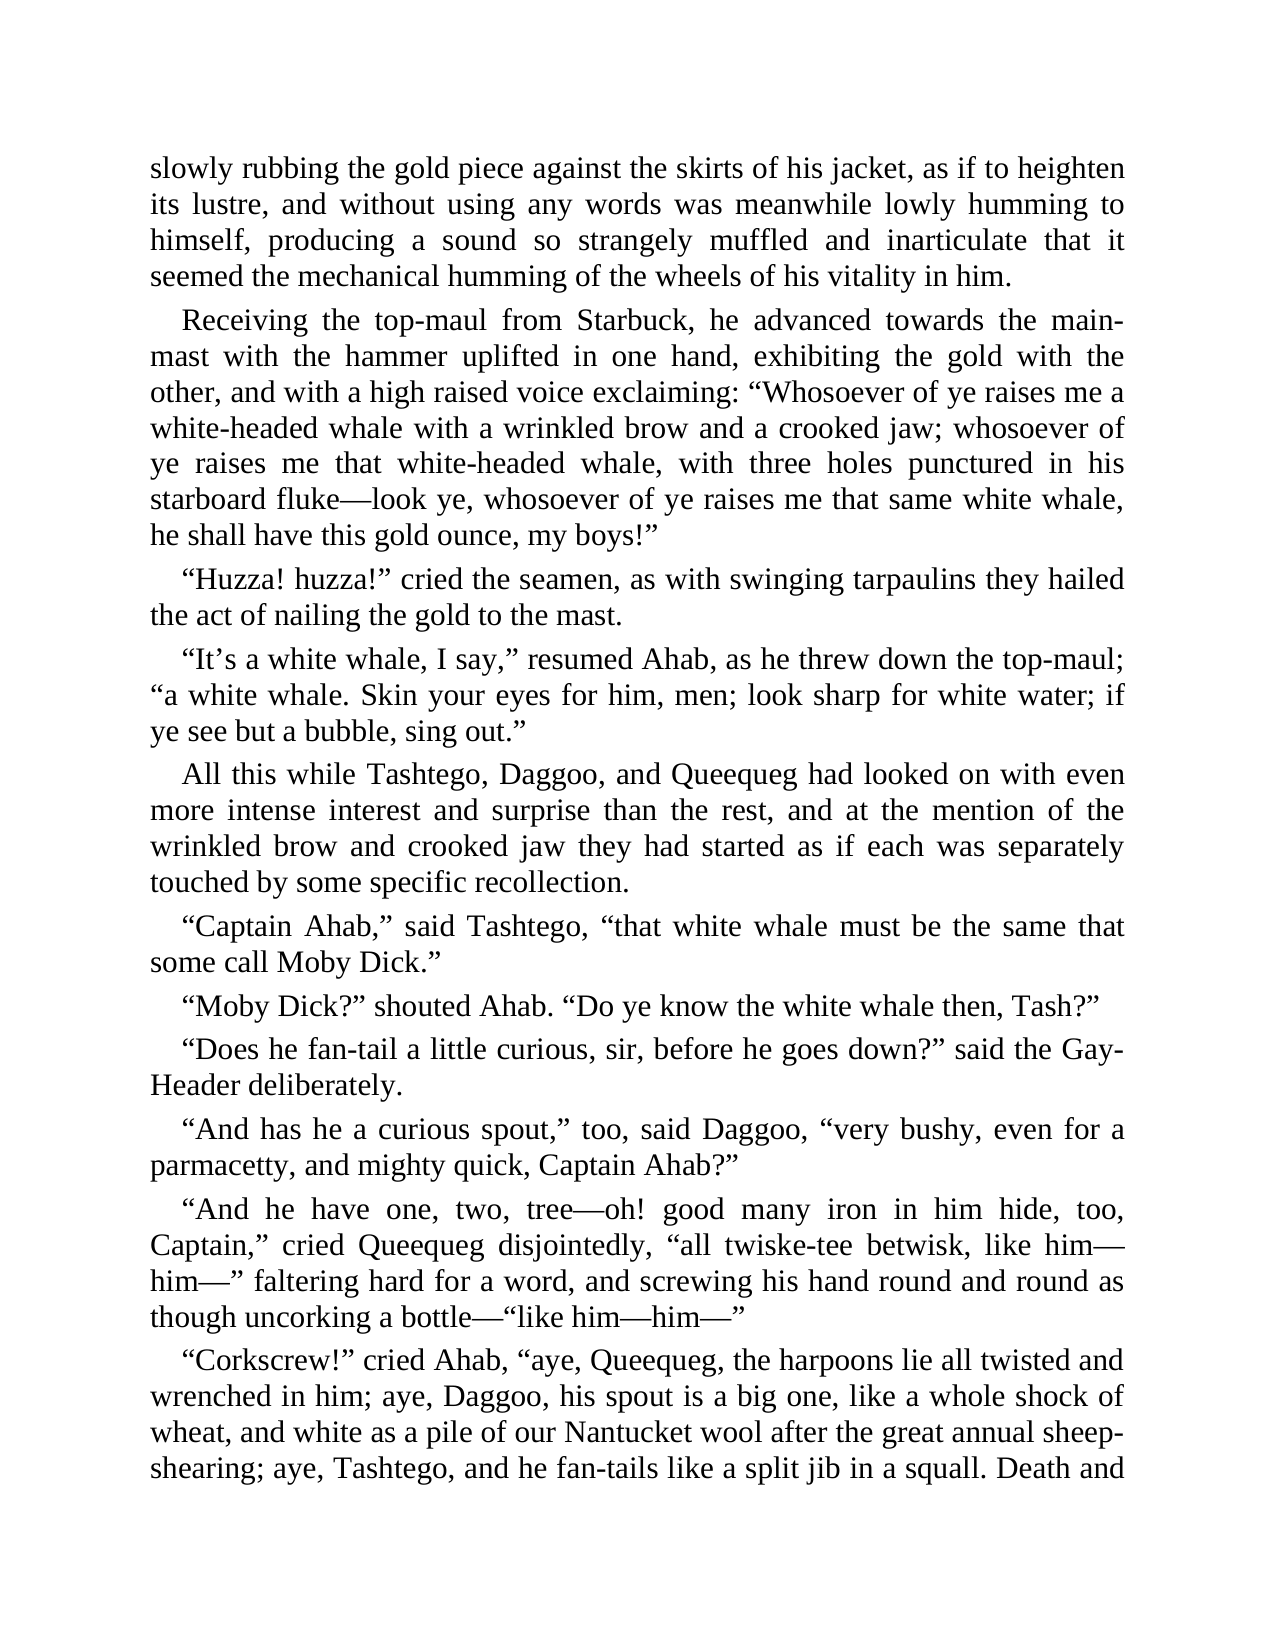 slowly rubbing the gold piece against the skirts of his jacket, as if to heighten
its lustre, and without using any words was meanwhile lowly humming to
himself, producing a sound so strangely muffled and inarticulate that it
seemed the mechanical humming of the wheels of his vitality in him.
Receiving the top-maul from Starbuck, he advanced towards the main-
mast with the hammer uplifted in one hand, exhibiting the gold with the
other, and with a high raised voice exclaiming: “Whosoever of ye raises me a
white-headed whale with a wrinkled brow and a crooked jaw; whosoever of
ye raises me that white-headed whale, with three holes punctured in his
starboard fluke—look ye, whosoever of ye raises me that same white whale,
he shall have this gold ounce, my boys!”
“Huzza! huzza!” cried the seamen, as with swinging tarpaulins they hailed
the act of nailing the gold to the mast.
“It’s a white whale, I say,” resumed Ahab, as he threw down the top-maul;
“a white whale. Skin your eyes for him, men; look sharp for white water; if
ye see but a bubble, sing out.”
All this while Tashtego, Daggoo, and Queequeg had looked on with even
more intense interest and surprise than the rest, and at the mention of the
wrinkled brow and crooked jaw they had started as if each was separately
touched by some specific recollection.
“Captain Ahab,” said Tashtego, “that white whale must be the same that
some call Moby Dick.”
“Moby Dick?” shouted Ahab. “Do ye know the white whale then, Tash?”
“Does he fan-tail a little curious, sir, before he goes down?” said the Gay-
Header deliberately.
“And has he a curious spout,” too, said Daggoo, “very bushy, even for a
parmacetty, and mighty quick, Captain Ahab?”
“And he have one, two, tree—oh! good many iron in him hide, too,
Captain,” cried Queequeg disjointedly, “all twiske-tee betwisk, like him—
him—” faltering hard for a word, and screwing his hand round and round as
though uncorking a bottle—“like him—him—”
“Corkscrew!” cried Ahab, “aye, Queequeg, the harpoons lie all twisted and
wrenched in him; aye, Daggoo, his spout is a big one, like a whole shock of
wheat, and white as a pile of our Nantucket wool after the great annual sheep-
shearing; aye, Tashtego, and he fan-tails like a split jib in a squall. Death and